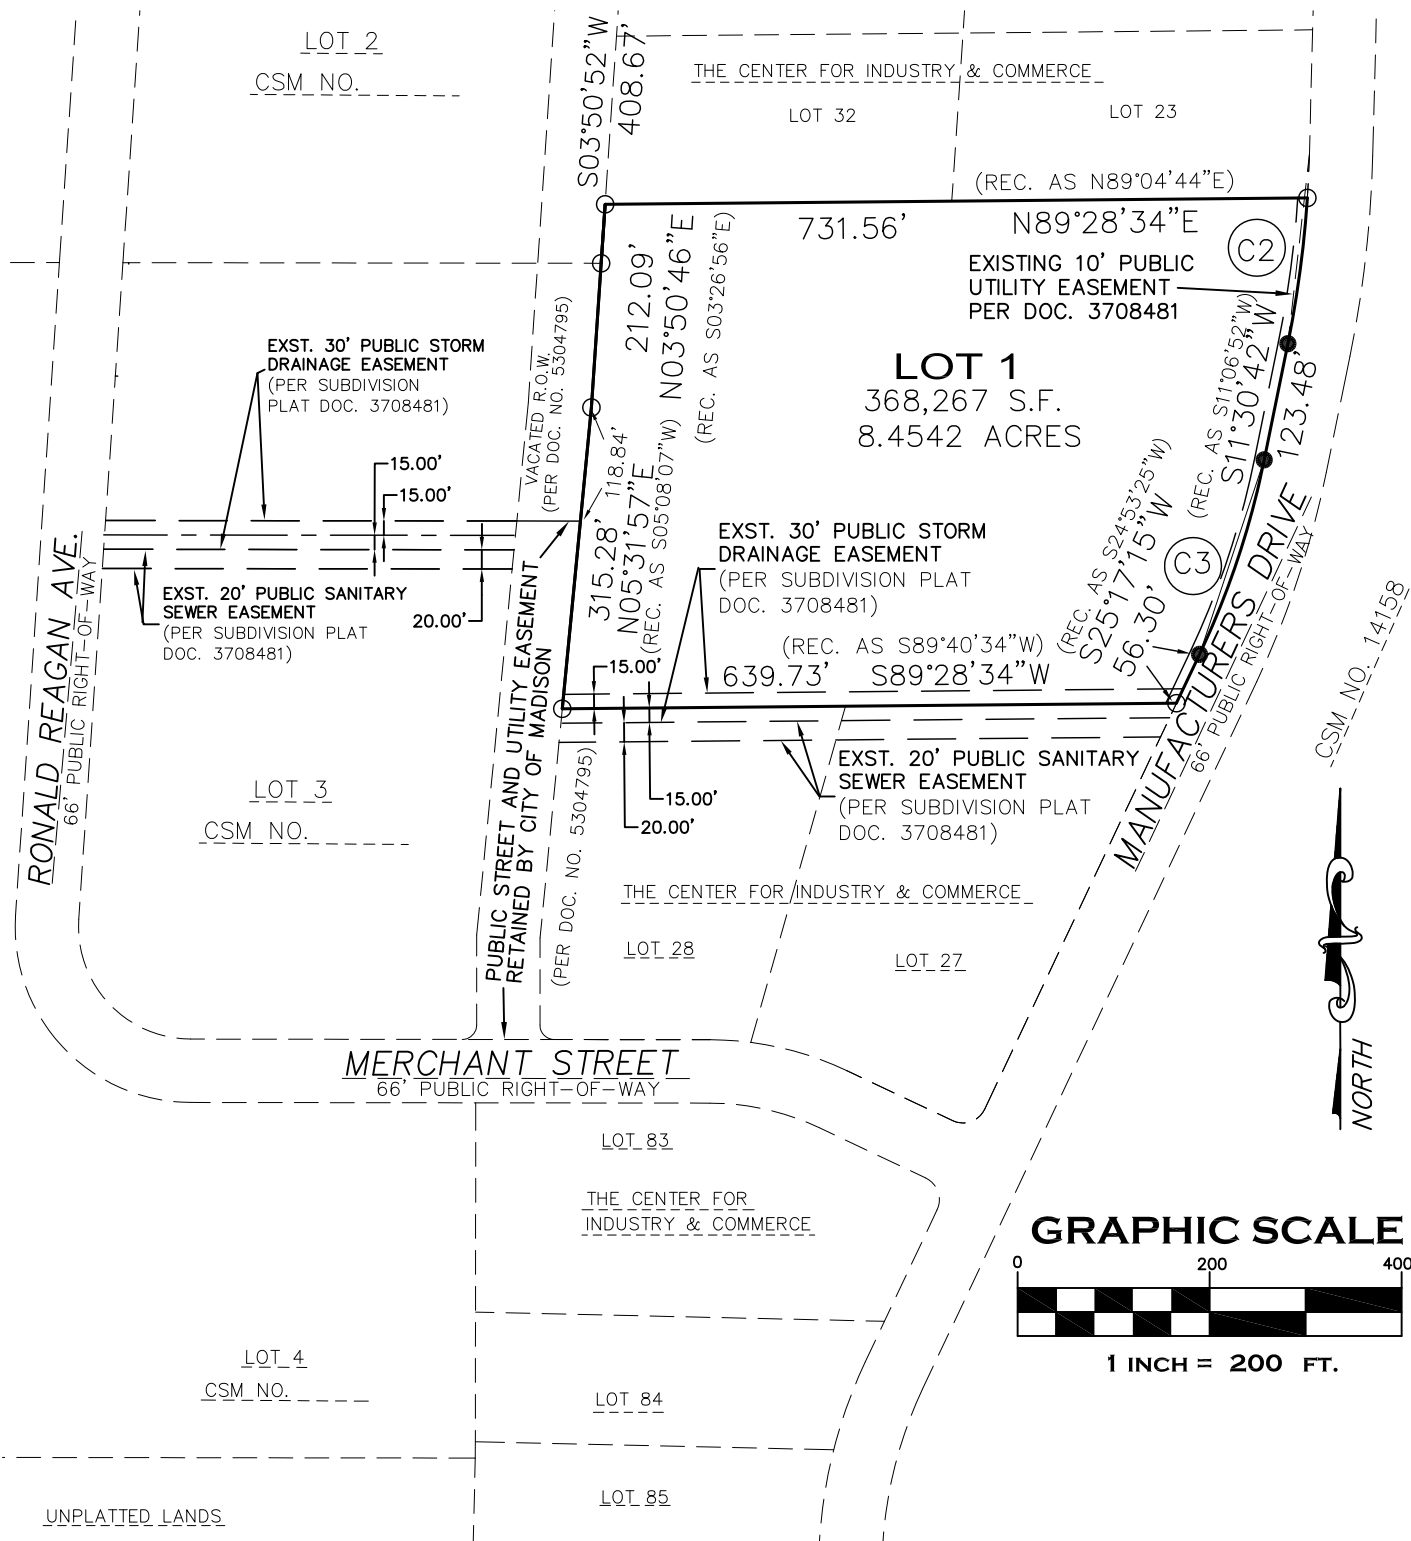 LOT 2
CSM NO.
S03°50'52"W
408.67'
THE CENTER FOR INDUSTRY & COMMERCE
LOT 32
LOT 23
(REC. AS N89°04'44"E)
731.56'
N89°28'34"E
C2
EXISTING 10' PUBLIC
UTILITY EASEMENT
PER DOC. 3708481
212.09'
N03°50'46"E
(REC. AS S03°26'56"E)
LOT 1
368,267 S.F.
8.4542 ACRES
(REC. AS S11°06'52"W)
S11°30'42"W
123.48'
EXST. 30' PUBLIC STORM
DRAINAGE EASEMENT
(PER SUBDIVISION
PLAT DOC. 3708481)
VACATED R.O.W.
(PER DOC. NO. 5304795)
15.00'
15.00'
118.84'
315.28'
N05°31'57"E
(REC. AS S05°08'07"W)
EXST. 30' PUBLIC STORM
DRAINAGE EASEMENT
(PER SUBDIVISION PLAT
DOC. 3708481)
C3
(REC. AS S24°53'25"W)
S25°17'15"W
56.30'
EXST. 20' PUBLIC SANITARY
SEWER EASEMENT
(PER SUBDIVISION PLAT
DOC. 3708481)
20.00'
RONALD REAGAN AVE.
66' PUBLIC RIGHT-OF-WAY
(REC. AS S89°40'34"W)
15.00'
639.73'
S89°28'34"W
MANUFACTURERS DRIVE
66' PUBLIC RIGHT-OF-WAY
CSM NO. 14158
PUBLIC STREET AND UTILITY EASEMENT
RETAINED BY CITY OF MADISON
(PER DOC. NO. 5304795)
EXST. 20' PUBLIC SANITARY
SEWER EASEMENT
(PER SUBDIVISION PLAT
DOC. 3708481)
15.00'
20.00'
LOT 3
CSM NO.
THE CENTER FOR INDUSTRY & COMMERCE
LOT 28
LOT 27
MERCHANT STREET
66' PUBLIC RIGHT-OF-WAY
NORTH
LOT 83
THE CENTER FOR
INDUSTRY & COMMERCE
GRAPHIC SCALE
0 200 400
1 INCH = 200 FT.
LOT 4
CSM NO.
LOT 84
LOT 85
UNPLATTED LANDS